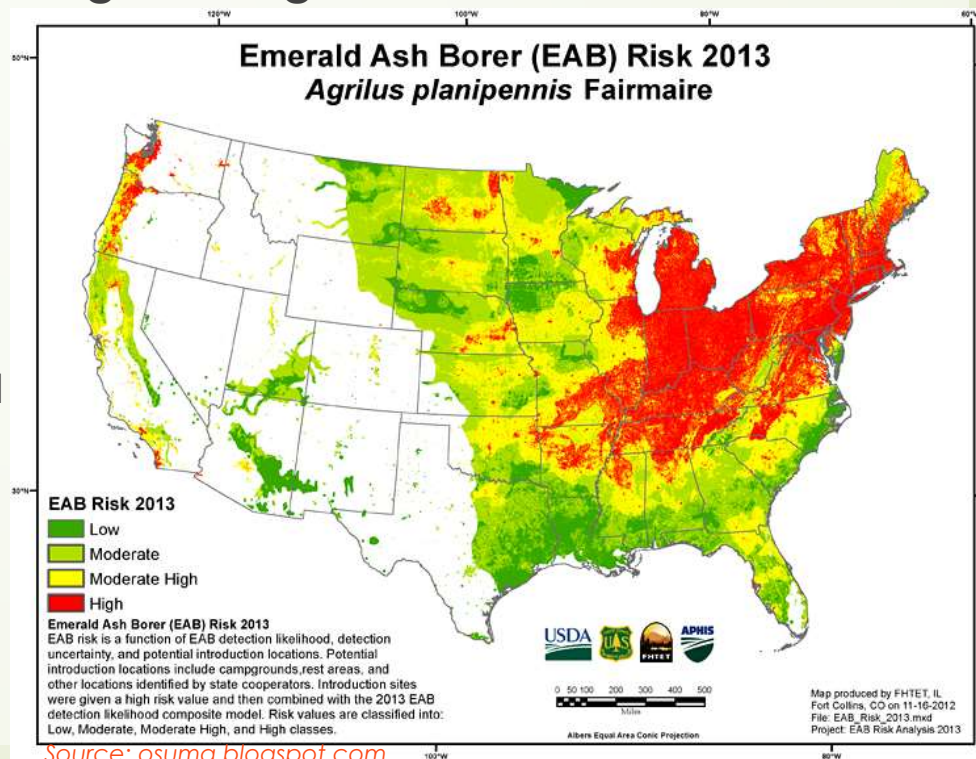 120°W 100°W 80°W 60°W
Emerald Ash Borer (EAB) Risk 2013
Agrilus planipennis Fairmaire
30°N
EAB Risk 2013
Low
Moderate
Moderate High
High
Emerald Ash Borer (EAB) Risk 2013
EAB risk is a function of EAB detection likelihood, detection
uncertainty, and potential introduction locations. Potential
introduction locations include campgrounds,rest areas, and
other locations identified by state cooperators. Introduction sites
were given a high risk value and then combined with the 2013 EAB
detection likelihood composite model. Risk values are classified into:
Low, Moderate, Moderate High, and High classes.
USDA
UAS
FHTET
APHIS
0 50 100 200 300 400 500
Miles
Albers Equal Area Conic Projection
Map produced by FHTET, IL
Fort Collins, CO on 11-16-2012
File: EAB_Risk_2013.mxd
Project: EAB Risk Analysis 2013
100°W 80°W
Source: osuma.blogspot.com